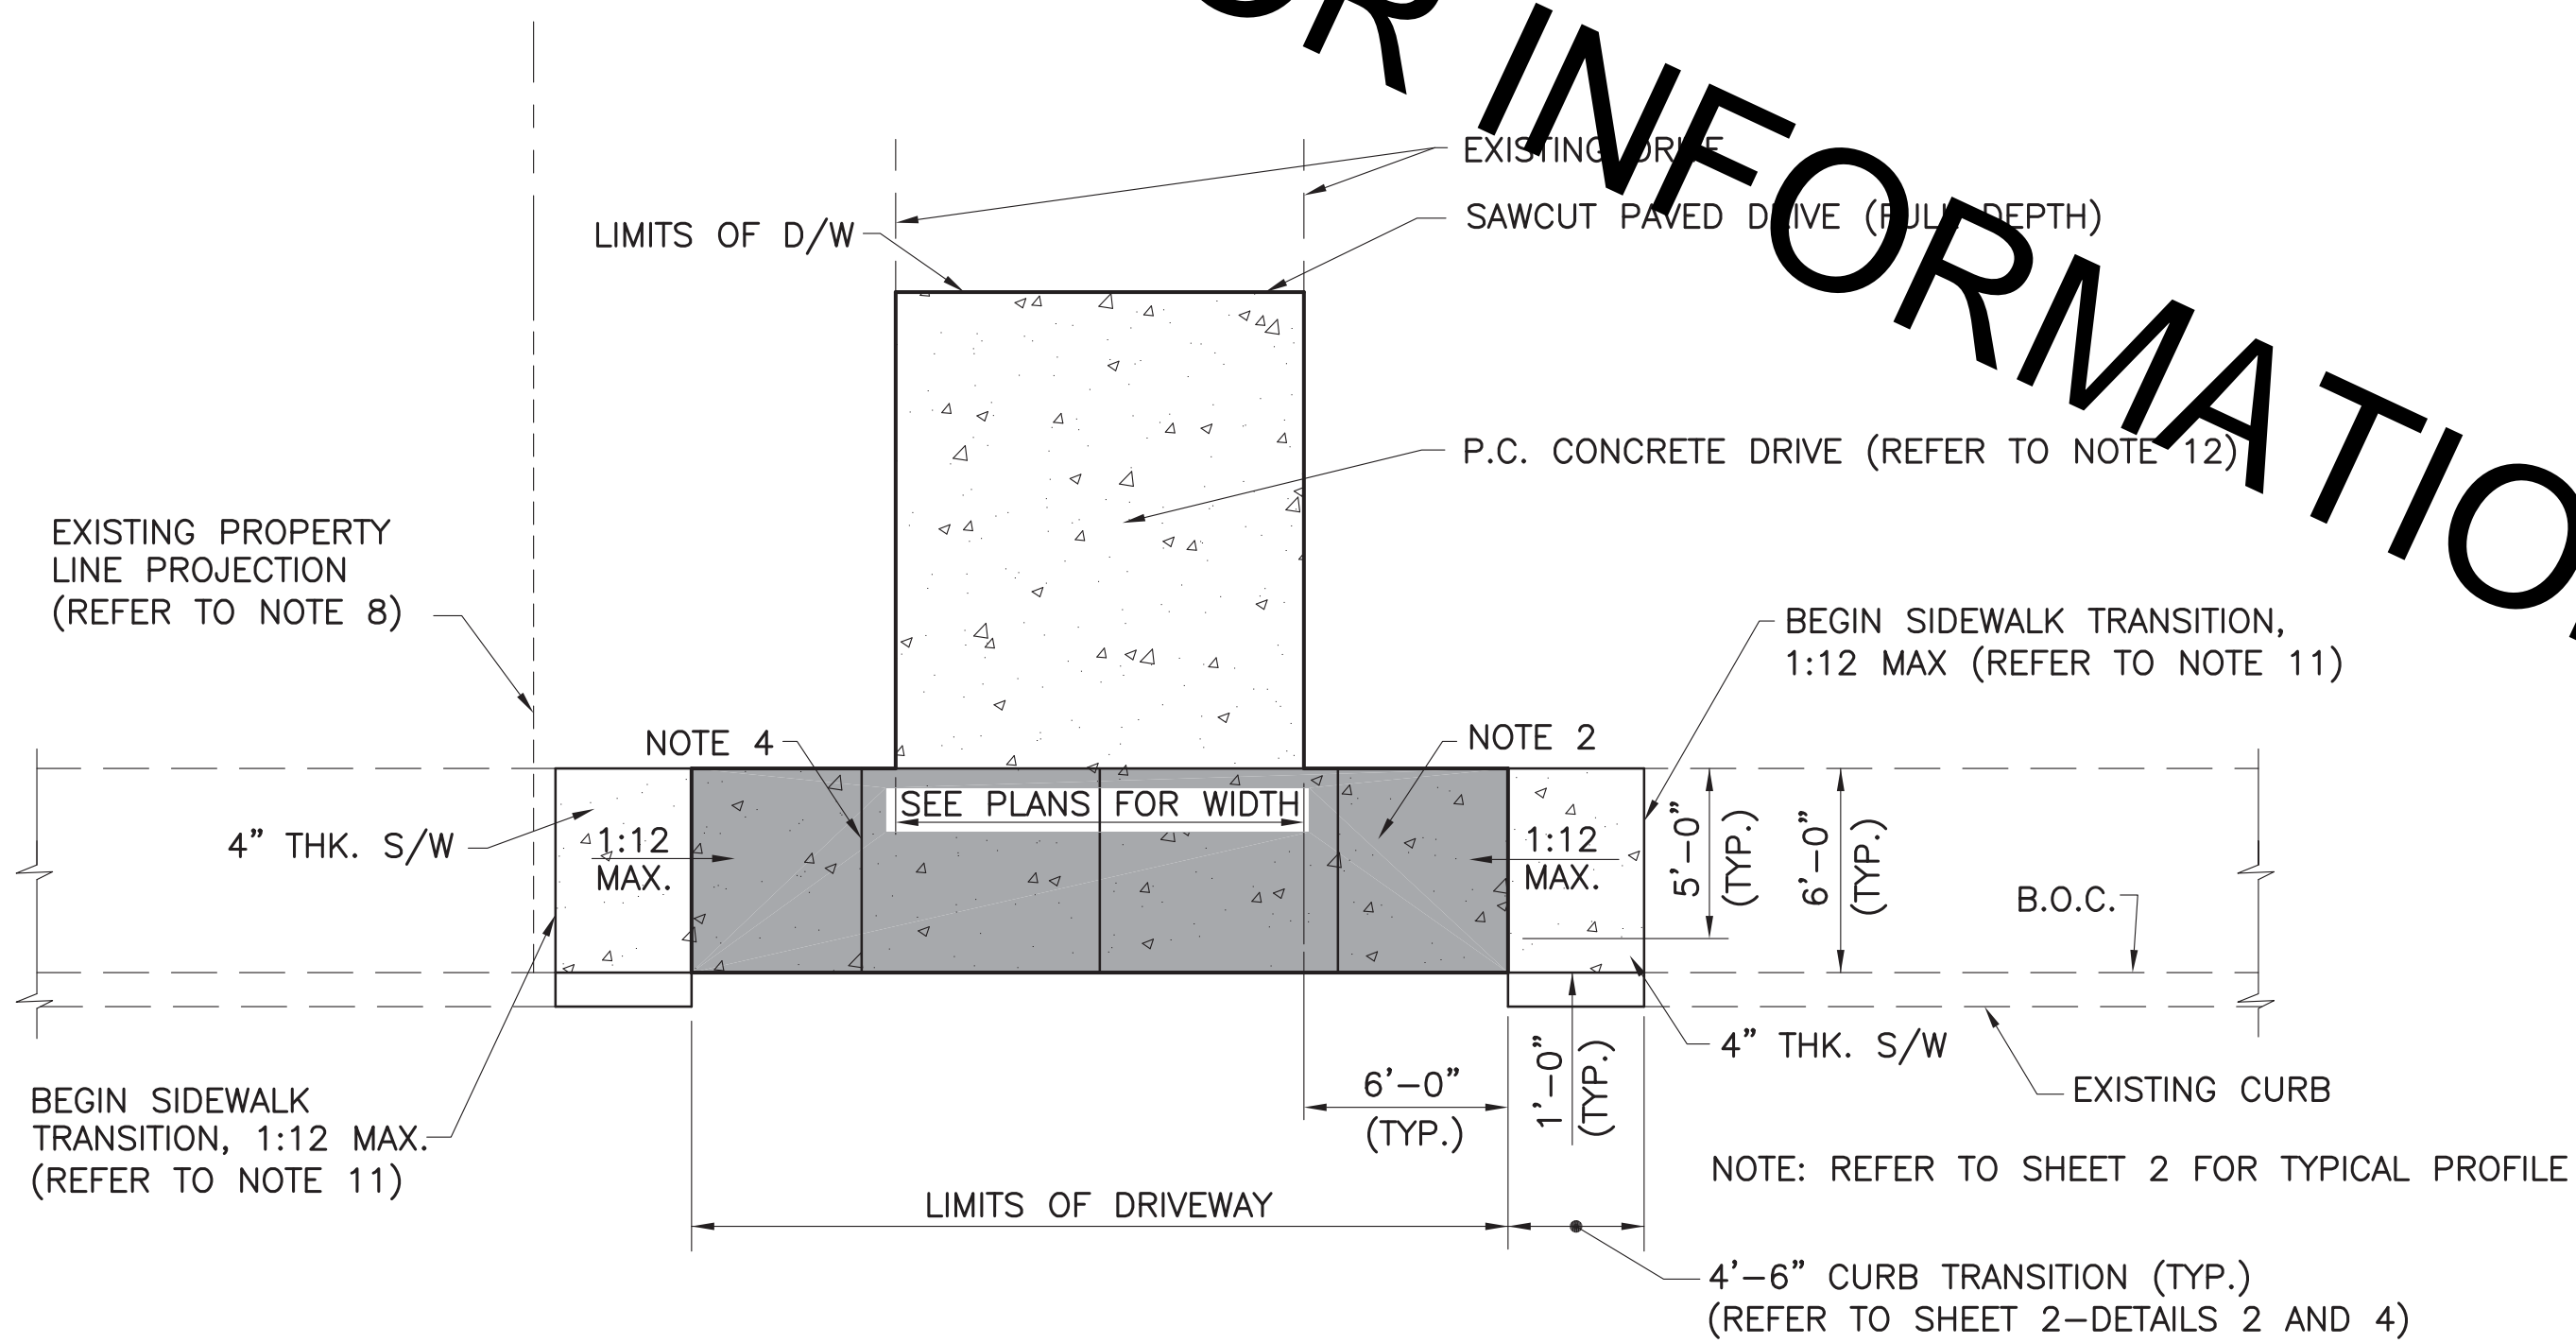 OR INFORMATIO
EXISTING DRIVE
LIMITS OF D/W
SAWCUT PAVED DRIVE (FULL DEPTH)
P.C. CONCRETE DRIVE (REFER TO NOTE 12)
EXISTING PROPERTY
LINE PROJECTION
(REFER TO NOTE 8)
BEGIN SIDEWALK TRANSITION,
1:12 MAX (REFER TO NOTE 11)
NOTE 4
NOTE 2
SEE PLANS FOR WIDTH
4” THK. S/W
1:12
MAX.
1:12
MAX.
5’-0”
(TYP.)
6’-0”
(TYP.)
B.O.C.
4” THK. S/W
EXISTING CURB
6’-0”
(TYP.)
1’-0”
(TYP.)
BEGIN SIDEWALK
TRANSITION, 1:12 MAX.
(REFER TO NOTE 11)
NOTE: REFER TO SHEET 2 FOR TYPICAL PROFILE
LIMITS OF DRIVEWAY
4’-6” CURB TRANSITION (TYP.)
(REFER TO SHEET 2-DETAILS 2 AND 4)